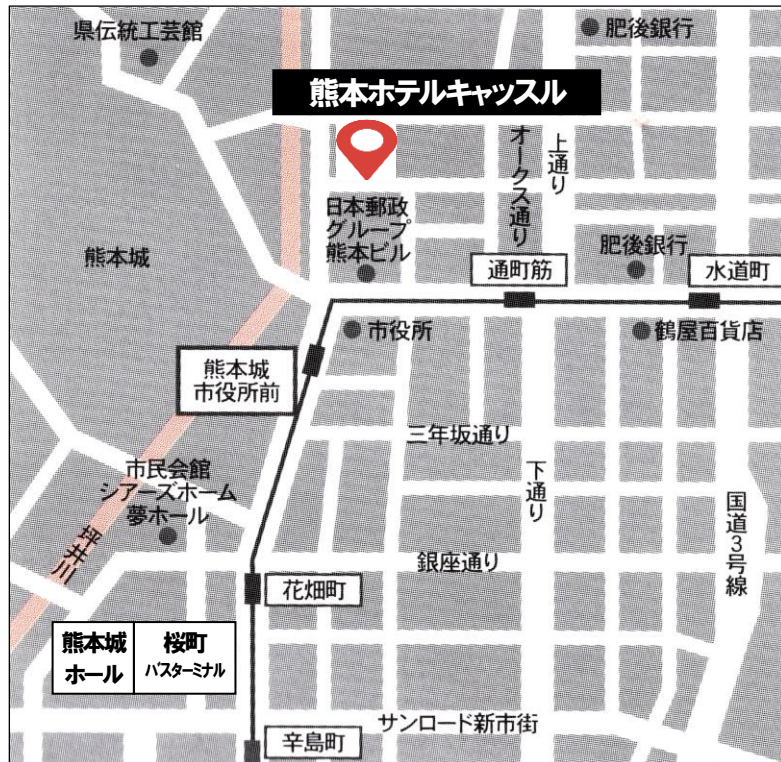 県伝統工芸館
肥後銀行
熊本ホテルキャッスル
オークス通り
上通り
日本郵政
グループ
熊本ビル
熊本城
通町筋
肥後銀行
水道町
市役所
鶴屋百貨店
熊本城
市役所前
三年坂通り
市民会館
シアーズホーム
夢ホール
下通り
国道3号線
坪井川
銀座通り
花畑町
熊本城
ホール
桜町
バスターミナル
サンロード新市街
辛島町